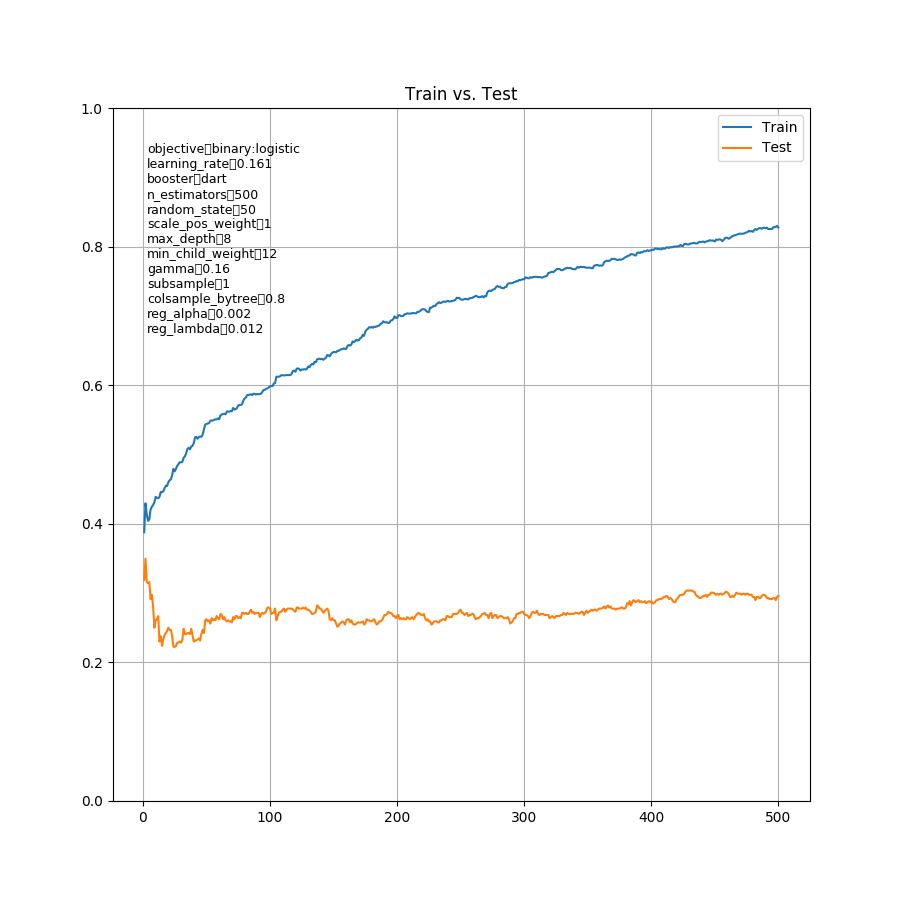 Train vs. Test
1.0
0.8
0.6
0.4
0.2
0.0
objective▯binary:logistic
learning_rate▯0.161
booster▯dart
n_estimators▯500
random_state▯50
scale_pos_weight▯1
max_depth▯8
min_child_weight▯12
gamma▯0.16
subsample▯1
colsample_bytree▯0.8
reg_alpha▯0.002
reg_lambda▯0.012
Train
Test
0
100
200
300
400
500